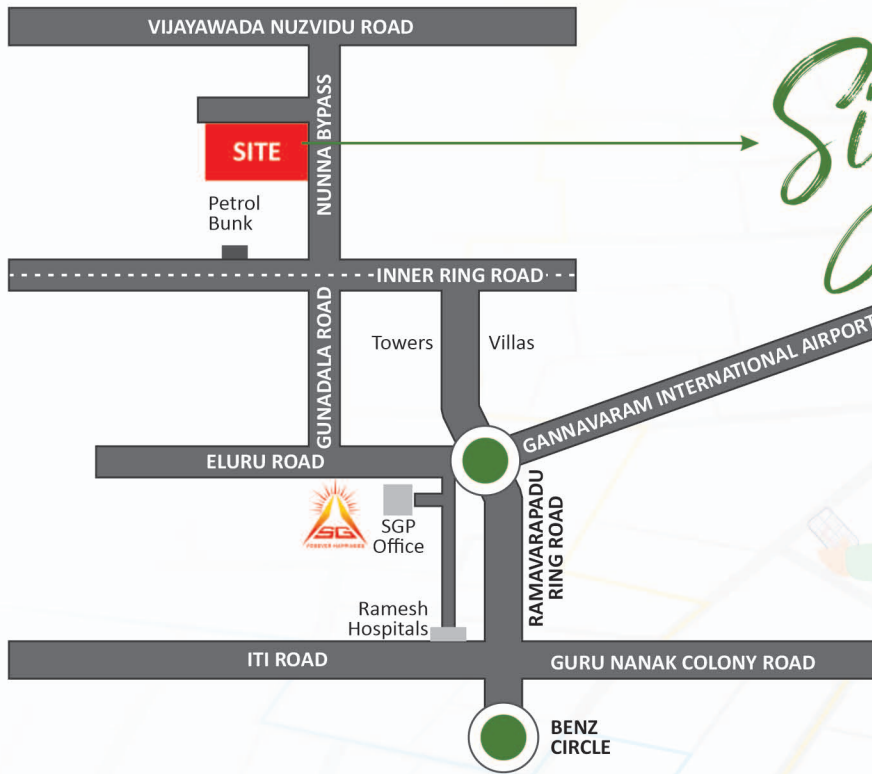 VIJAYAWADA NUZVIDU ROAD
NUNNA BYPASS
SITE
Petrol
Bunk
INNER RING ROAD
GUNADALA ROAD
Towers
Villas
GANNAVARAM INTERNATIONAL AIRPORT
ELURU ROAD
SG
SGP
Office
RAMAVARAPADU
RING ROAD
Ramesh
Hospitals
ITI ROAD
GURU NANAK COLONY ROAD
BENZ
CIRCLE